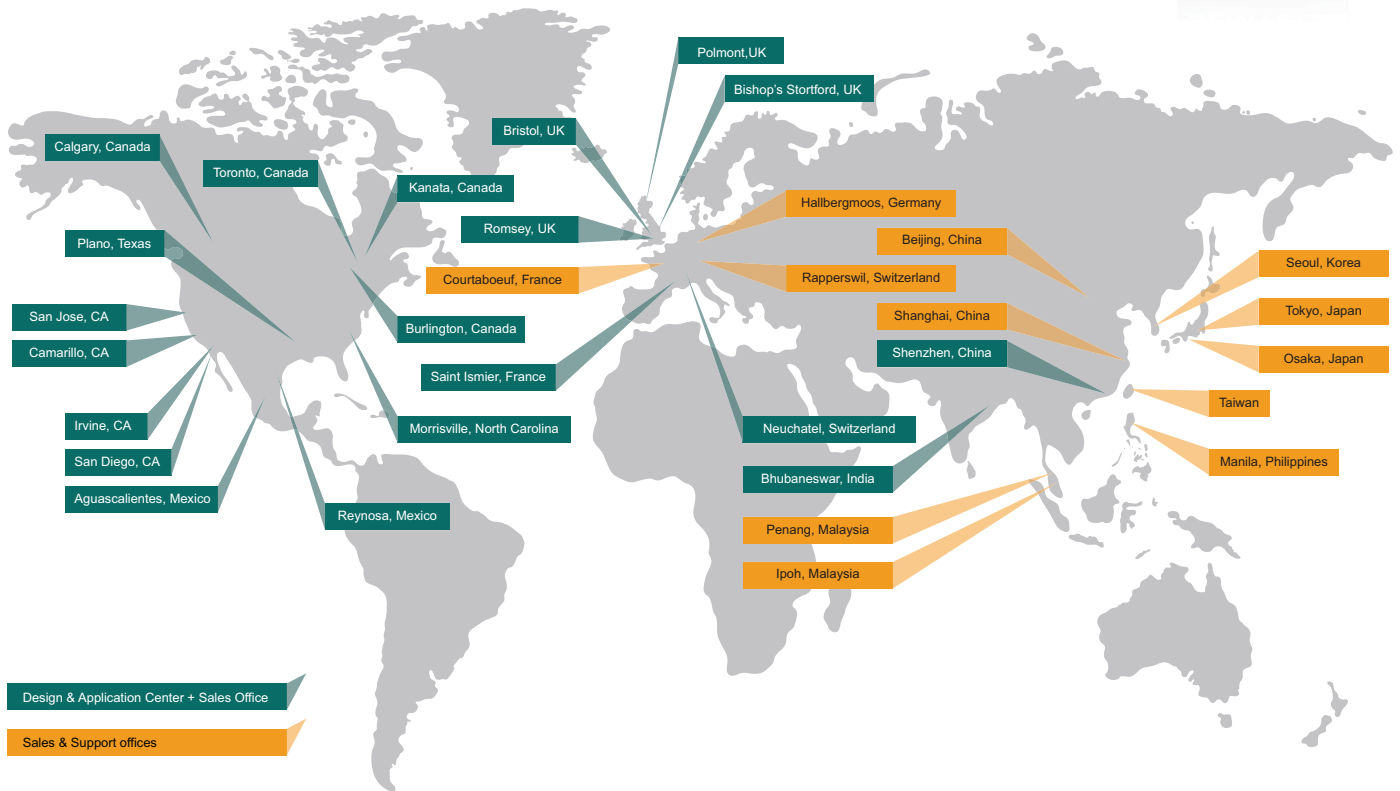 Polmont,UK
Bishop's Stortford, UK
Bristol, UK
Calgary, Canada
Toronto, Canada
Kanata, Canada
Hallbergmoos, Germany
Romsey, UK
Beijing, China
Plano, Texas
Seoul, Korea
Courtaboeuf, France
Rapperswil, Switzerland
Tokyo, Japan
San Jose, CA
Shanghai, China
Burlington, Canada
Camarillo, CA
Shenzhen, China
Osaka, Japan
Saint Ismier, France
Taiwan
Irvine, CA
Morrisville, North Carolina
Neuchatel, Switzerland
San Diego, CA
Manila, Philippines
Bhubaneswar, India
Aguascalientes, Mexico
Reynosa, Mexico
Penang, Malaysia
Ipoh, Malaysia
Design & Application Center + Sales Office
Sales & Support offices